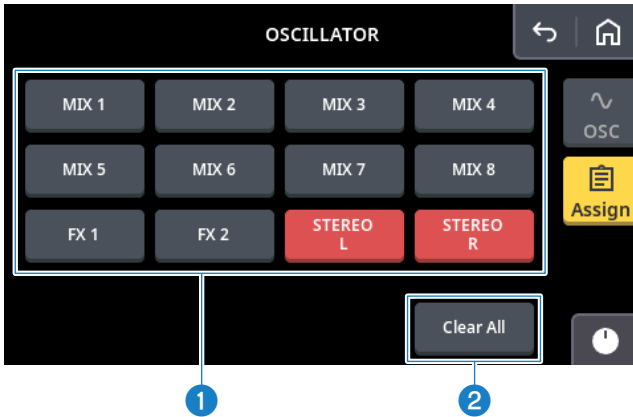 OSCILLATOR
MIX 1 MIX 2 MIX 3 MIX 4
OSC
MIX 5 MIX 6 MIX 7 MIX 8
Assign
FX 1 FX 2 STEREO L STEREO R
Clear All
1 2